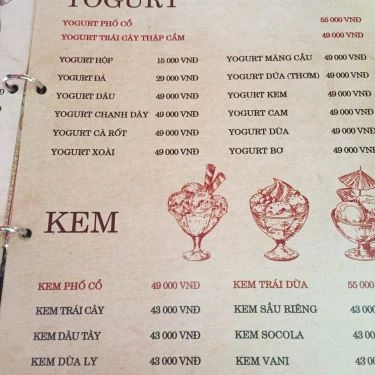 YOGURT
YOGURT PHỐ CỔ 55 000 VNĐ
YOGURT TRÁI CÂY THẬP CẨM 49 000 VNĐ
YOGURT HỘP 15 000 VNĐ YOGURT MÃNG CẦU 49 000 VNĐ
YOGURT ĐÁ 29 000 VNĐ YOGURT DỨA (THƠM) 49 000 VNĐ
YOGURT DÂU 49 000 VNĐ YOGURT KEM 49 000 VNĐ
YOGURT CHANH DÂY 49 000 VNĐ YOGURT CAM 49 000 VNĐ
YOGURT CÀ RỐT 49 000 VNĐ YOGURT DỪA 49 000 VNĐ
YOGURT XOÀI 49 000 VNĐ YOGURT BƠ 49 000 VNĐ
KEM
KEM PHỐ CỔ 49 000 VNĐ KEM TRÁI DỪA 55 000
KEM TRÁI CÂY 43 000 VNĐ KEM SẦU RIÊNG 43 000
KEM DÂU TÂY 43 000 VNĐ KEM SOCOLA 43 000
KEM DỪA LY 43 000 VNĐ KEM VANI 43 000